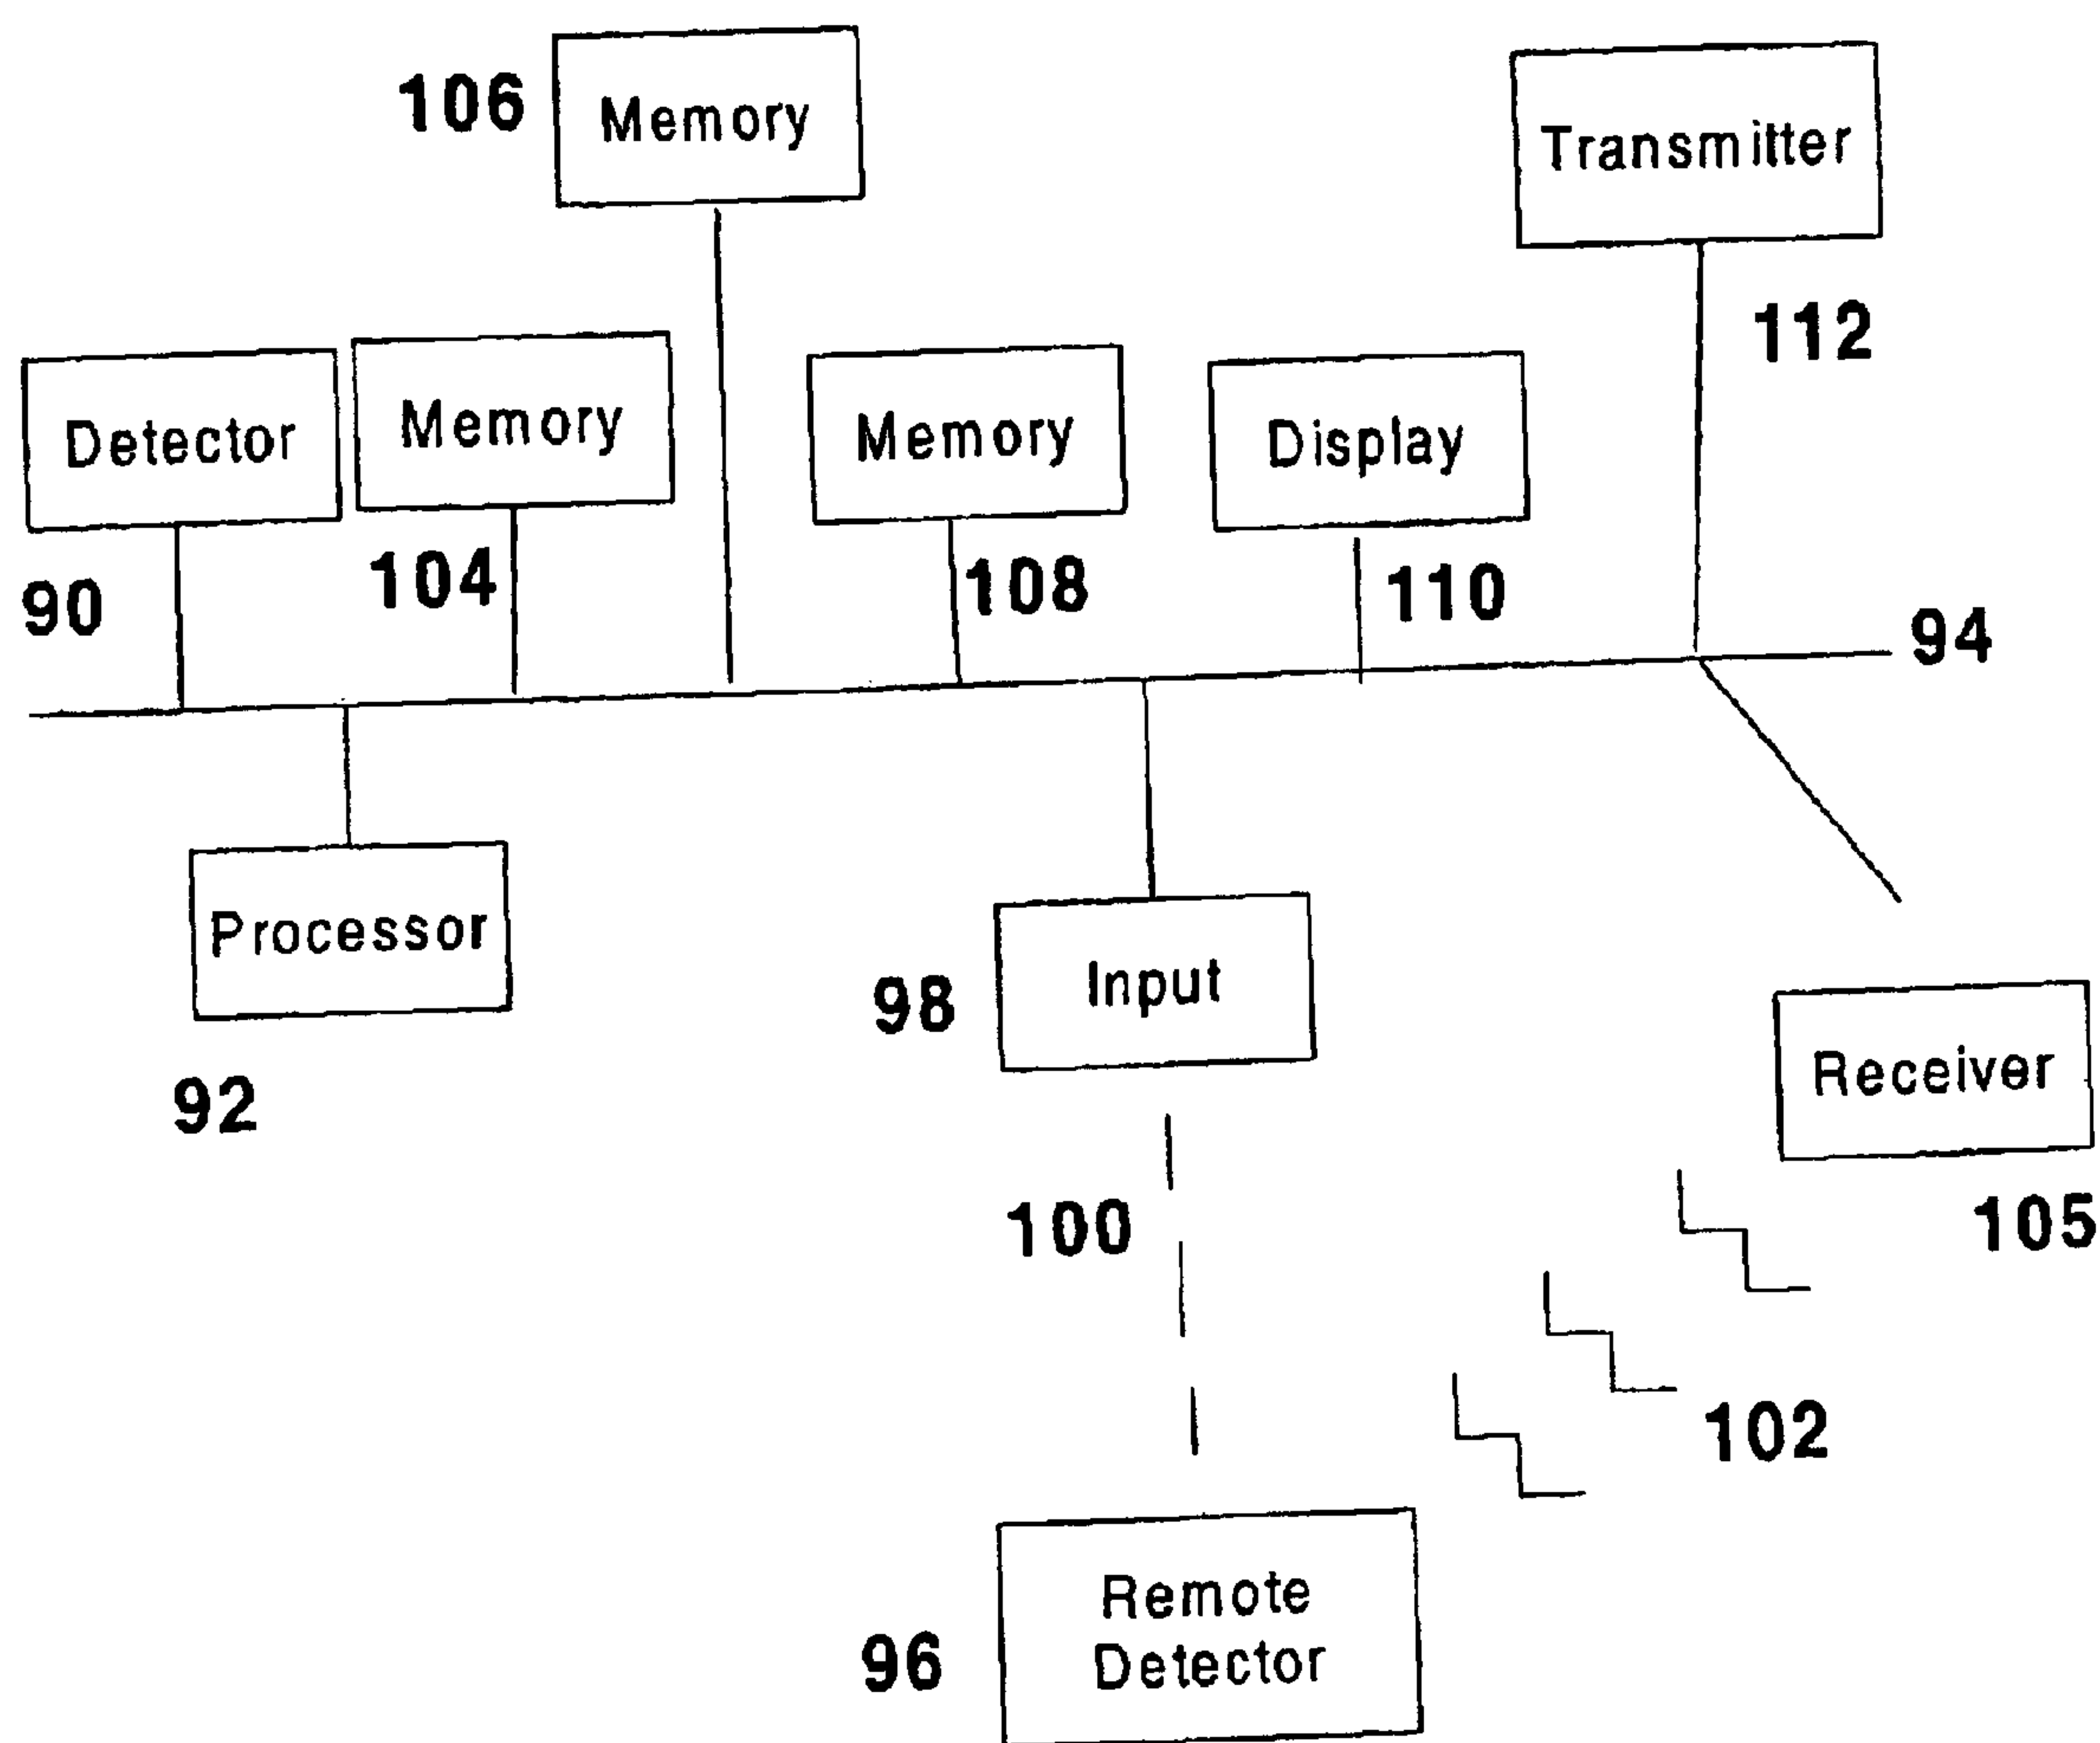 106
Memory
Transmitter
112
Detector
Memory
Memory
Display
90
104
108
110
94
Processor
92
98
Input
Receiver
105
100
102
96
Remote
Detector